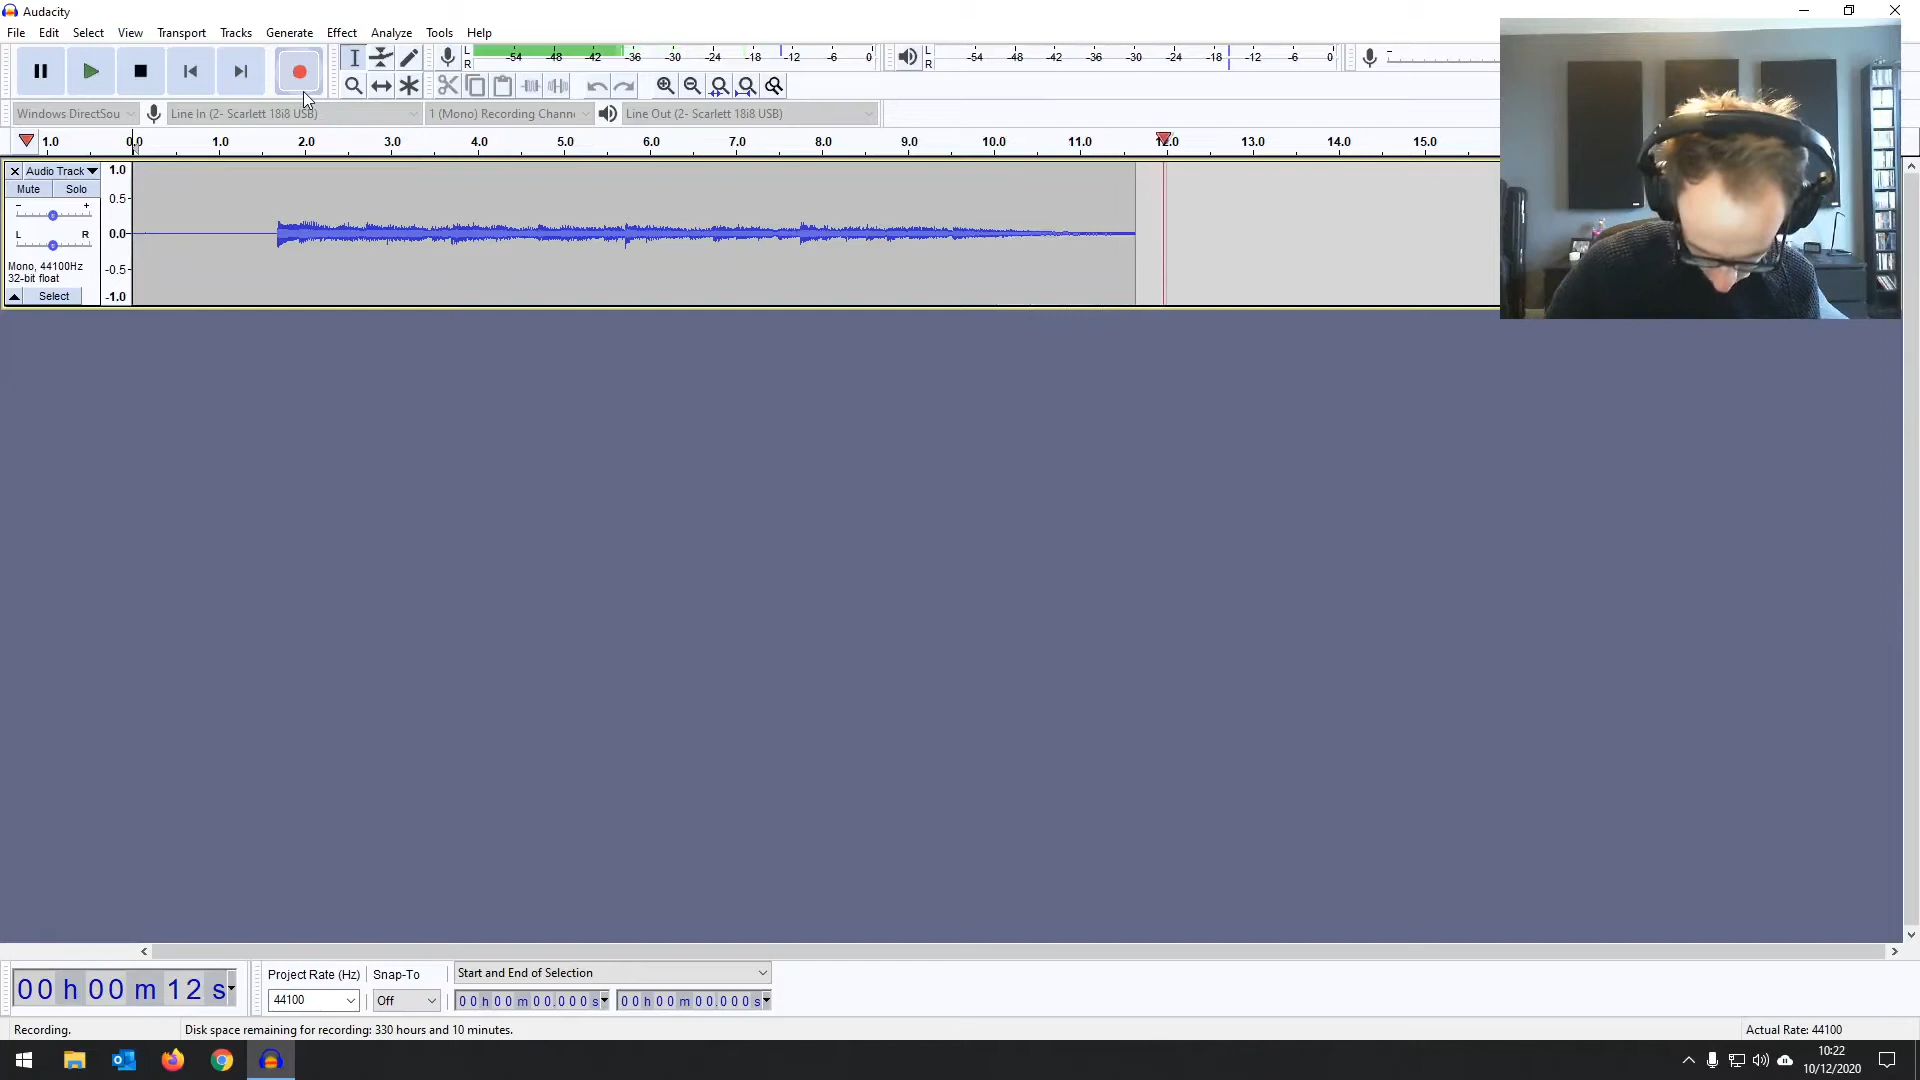 Audacity
File Edit Select View Transport Tracks Generate Effect Analyze Tools Help
L R -54 -48 -42 -36 -30 -24 -18 -12 -6 0
L R -54 -48 -42 -36 -30 -24 -18 -12 -6 0
Windows DirectSou Line In (2- Scarlett 18i8 USB) 1 (Mono) Recording Chann Line Out (2- Scarlett 18i8 USB)
1.0 0.0 1.0 2.0 3.0 4.0 5.0 6.0 7.0 8.0 9.0 10.0 11.0 12.0 13.0 14.0 15.0
Audio Track 1.0
Mute Solo
0.5
- +
L R 0.0
Mono, 44100Hz
32-bit float -0.5
Select -1.0
Project Rate (Hz) Snap-To Start and End of Selection
00 h 00 m 12 s 44100 Off 00 h 00 m 00.000 s 00 h 00 m 00.000 s
Recording. Disk space remaining for recording: 330 hours and 10 minutes. Actual Rate: 44100
10:22
10/12/2020